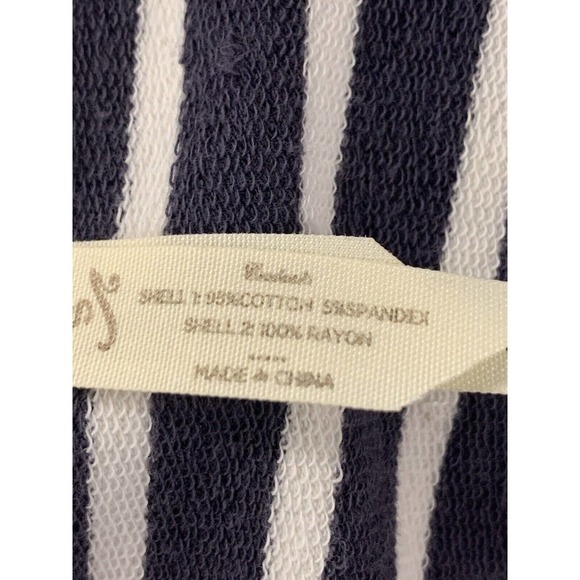 Content:
SHELL 1: 95%COTTON 5%SPANDEX
SHELL 2: 100% RAYON
MADE in CHINA